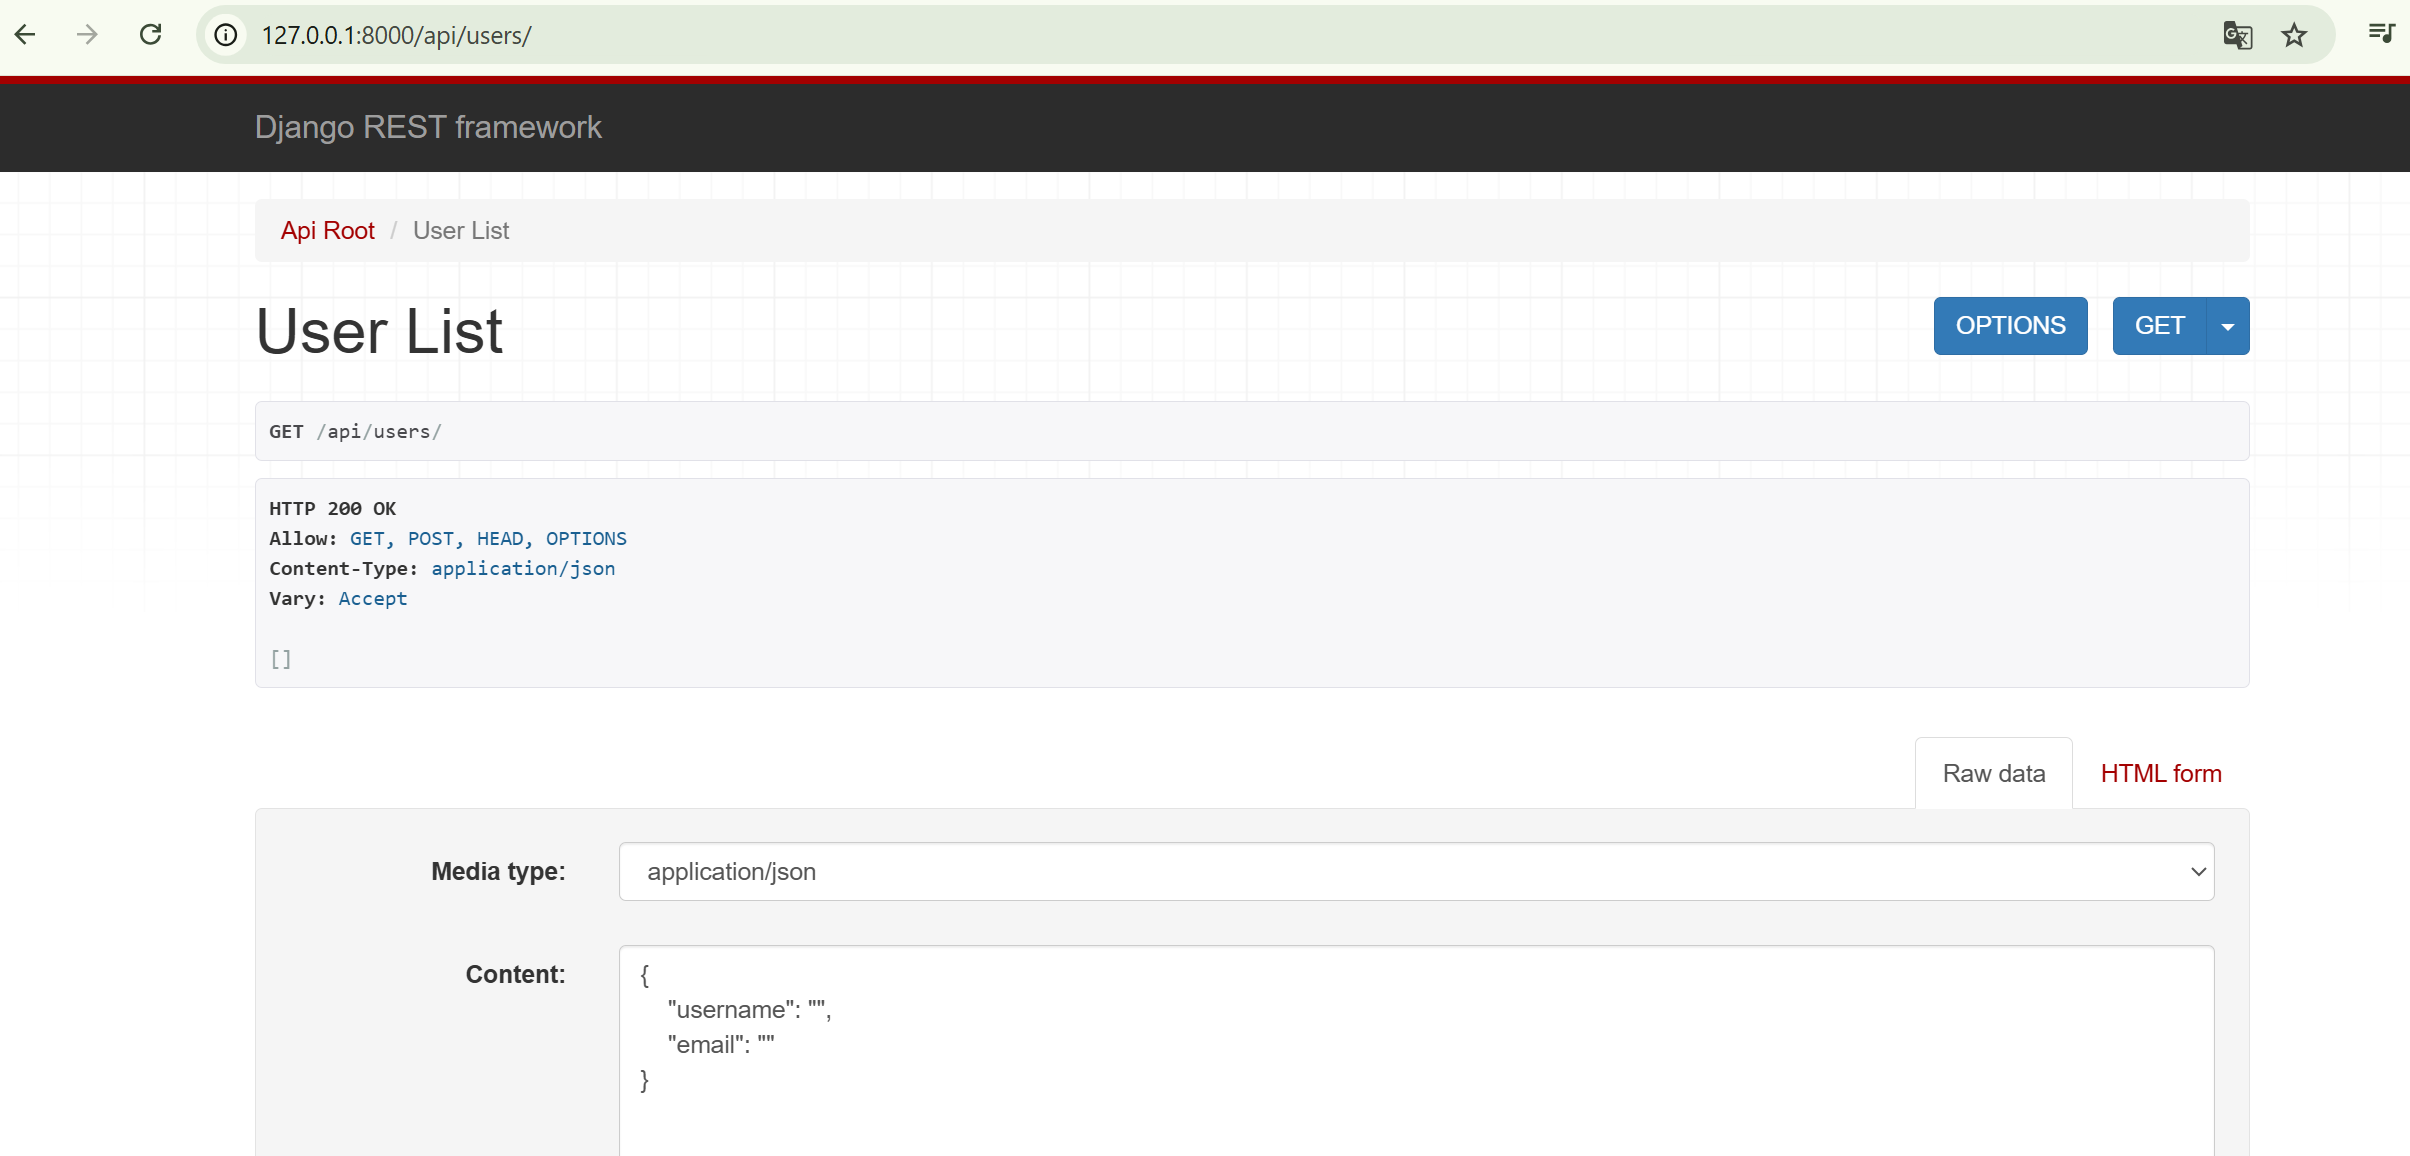 127.0.0.1:8000/api/users/
Django REST framework
Api Root / User List
User List
OPTIONS
GET
GET /api/users/
HTTP 200 OK
Allow: GET, POST, HEAD, OPTIONS
Content-Type: application/json
Vary: Accept
[]
Raw data
HTML form
Media type:
application/json
Content:
{
    "username": "",
    "email": ""
}